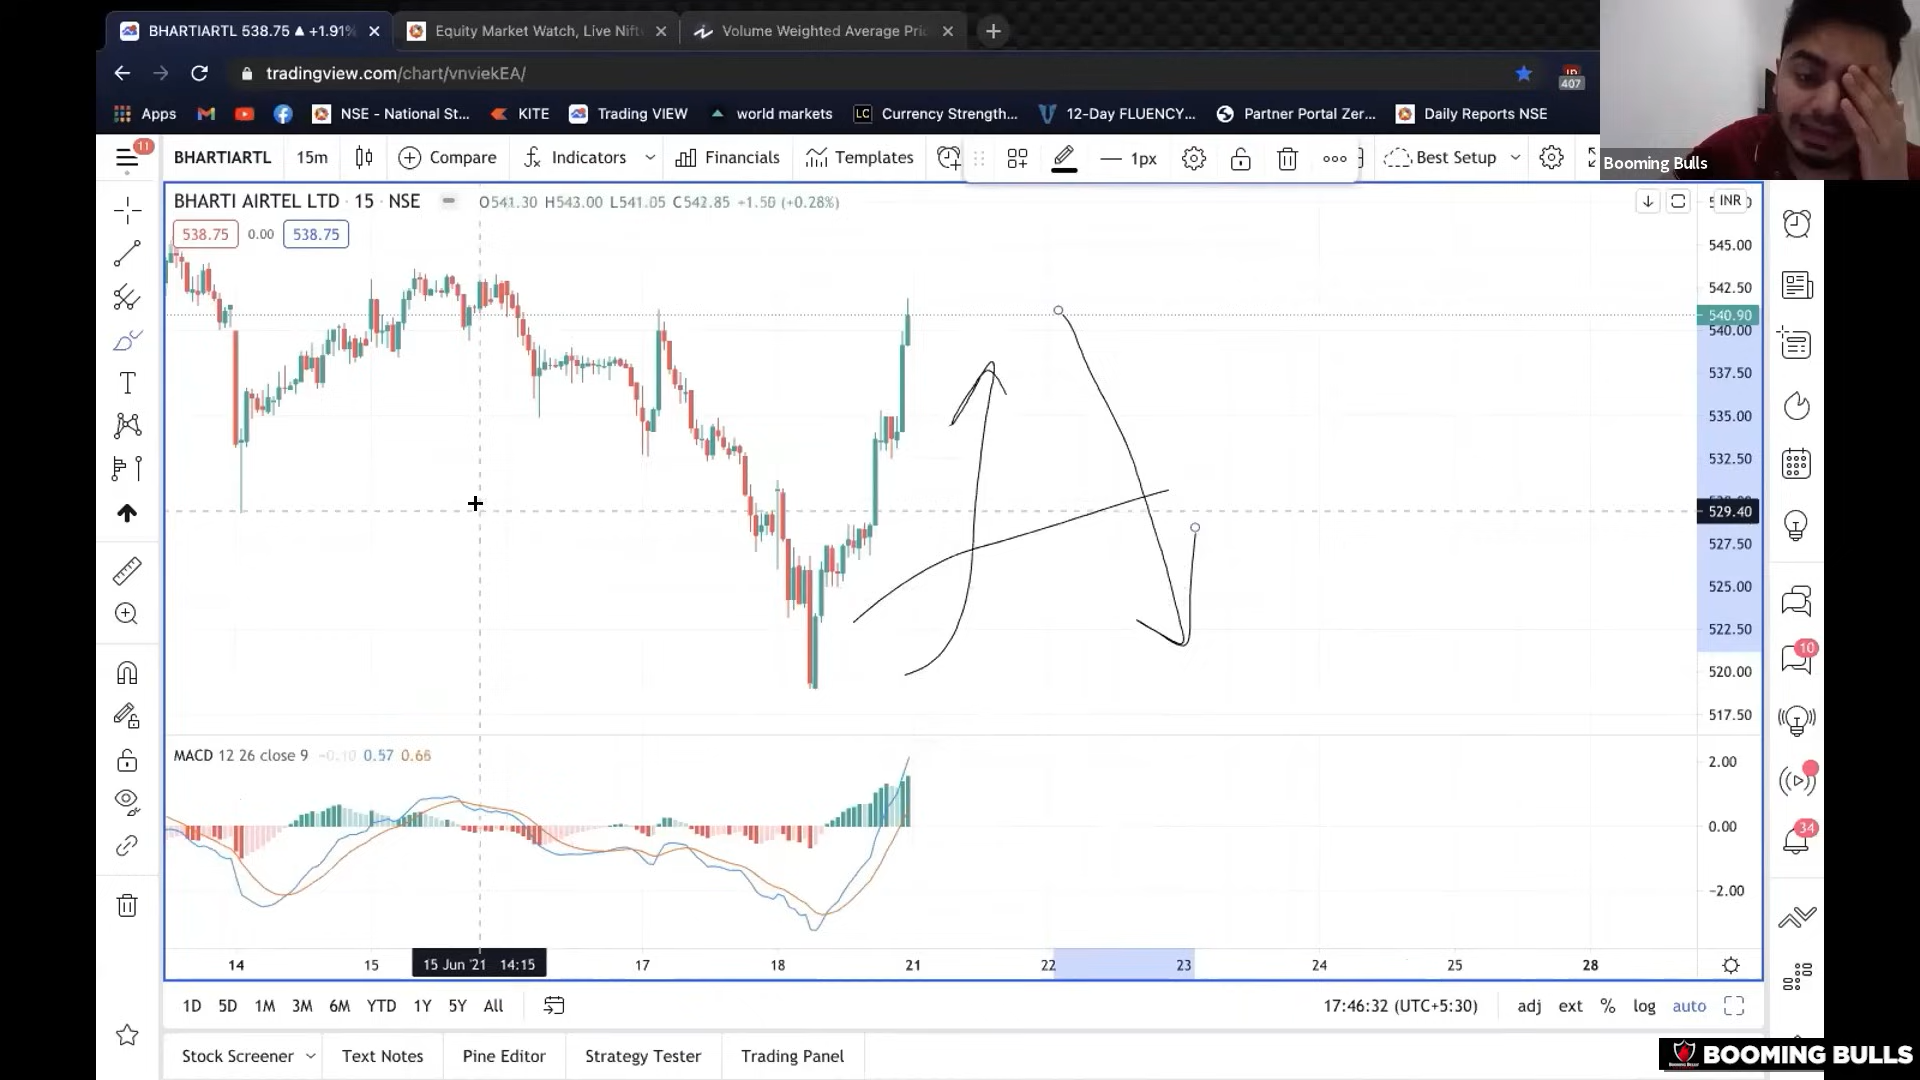 BHARTIARTL 538.75 ▲ +1.91% Equity Market Watch, Live Nift Volume Weighted Average Pri
tradingview.com/chart/vnviekEA/
407
Apps NSE - National St... KITE Trading VIEW world markets LC Currency Strength... 12-Day FLUENCY... Partner Portal Zer... Daily Reports NSE
11 BHARTIARTL 15m Compare Indicators Financials Templates 1px Best Setup
Booming Bulls
BHARTI AIRTEL LTD · 15 · NSE O541.30 H543.00 L541.05 C542.85 +1.50 (+0.28%)
INR
538.75 0.00 538.75
545.00
542.50
540.90
540.00
537.50
535.00
532.50
529.40
527.50
525.00
522.50
520.00
517.50
10
MACD 12 26 close 9 −0.10 0.57 0.66
2.00
0.00
−2.00
34
14 15 15 Jun '21 14:15 17 18 21 22 23 24 25 28
1D 5D 1M 3M 6M YTD 1Y 5Y All 17:46:32 (UTC+5:30) adj ext % log auto
Stock Screener Text Notes Pine Editor Strategy Tester Trading Panel
BOOMING BULLS